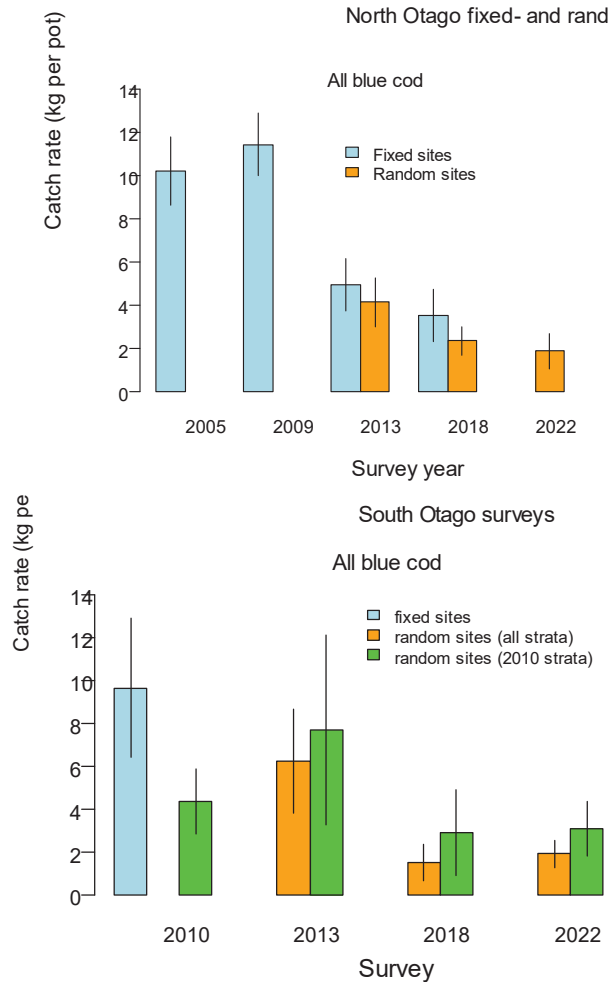 North Otago fixed- and rand
All blue cod
Catch rate (kg per pot)
14
12
10
8
6
4
2
0
Fixed sites
Random sites
2005 2009 2013 2018 2022
Survey year
South Otago surveys
All blue cod
Catch rate (kg pe
14
12
10
8
6
4
2
0
fixed sites
random sites (all strata)
random sites (2010 strata)
2010 2013 2018 2022
Survey